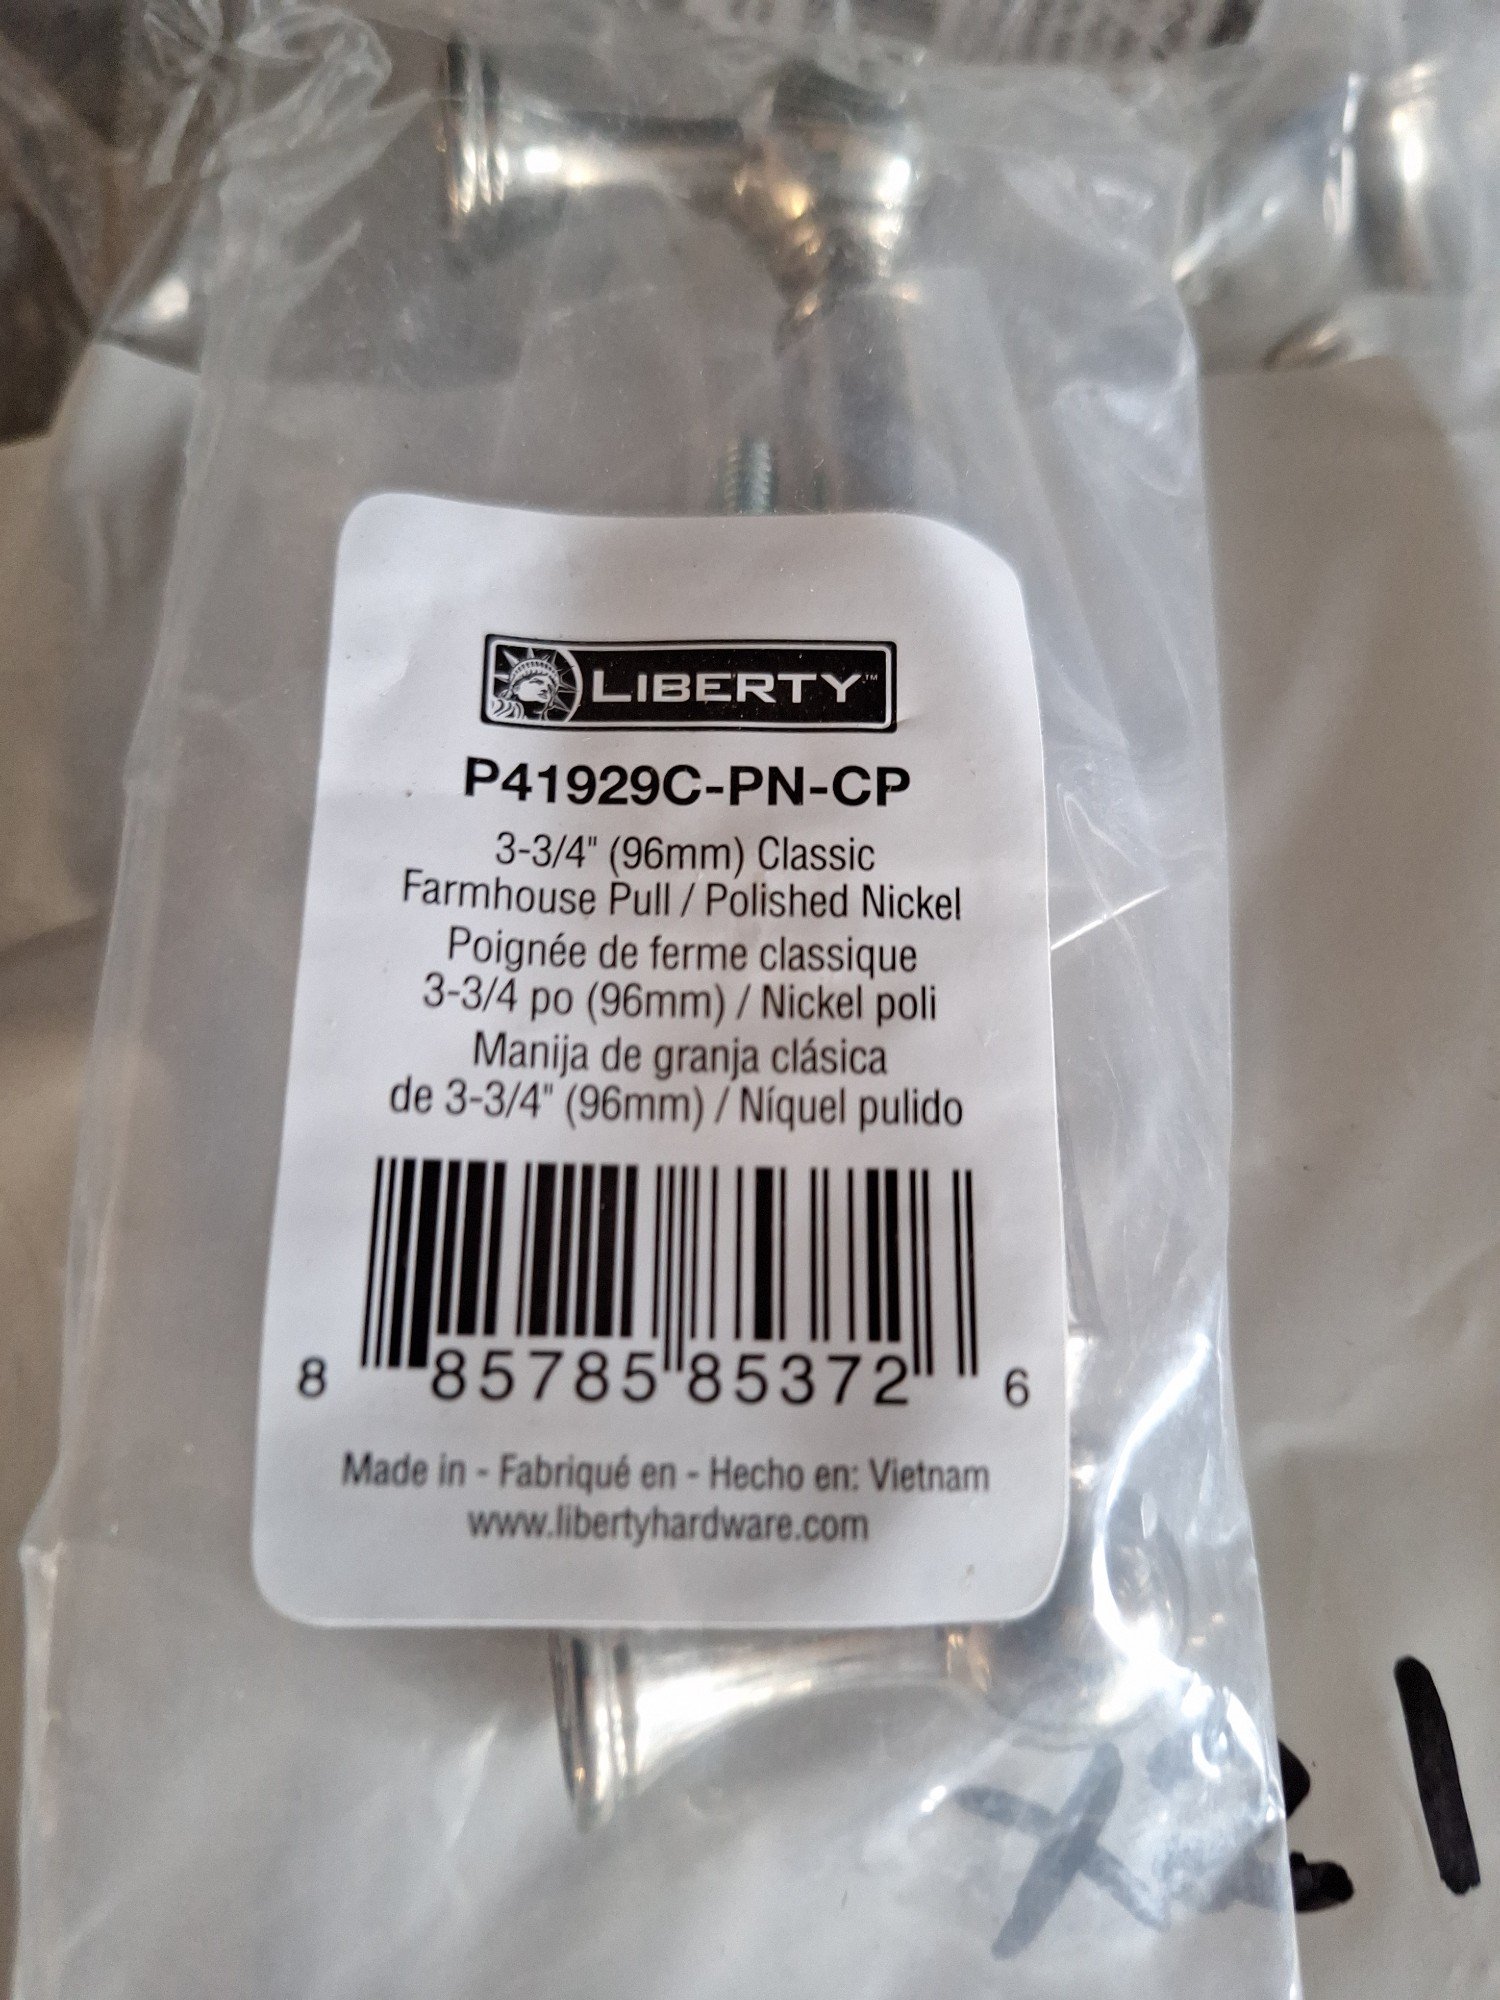 LIBERTY™
P41929C-PN-CP
3-3/4" (96mm) Classic
Farmhouse Pull / Polished Nickel
Poignée de ferme classique
3-3/4 po (96mm) / Nickel poli
Manija de granja clásica
de 3-3/4" (96mm) / Níquel pulido
8 85785 85372 6
Made in - Fabriqué en - Hecho en: Vietnam
www.libertyhardware.com